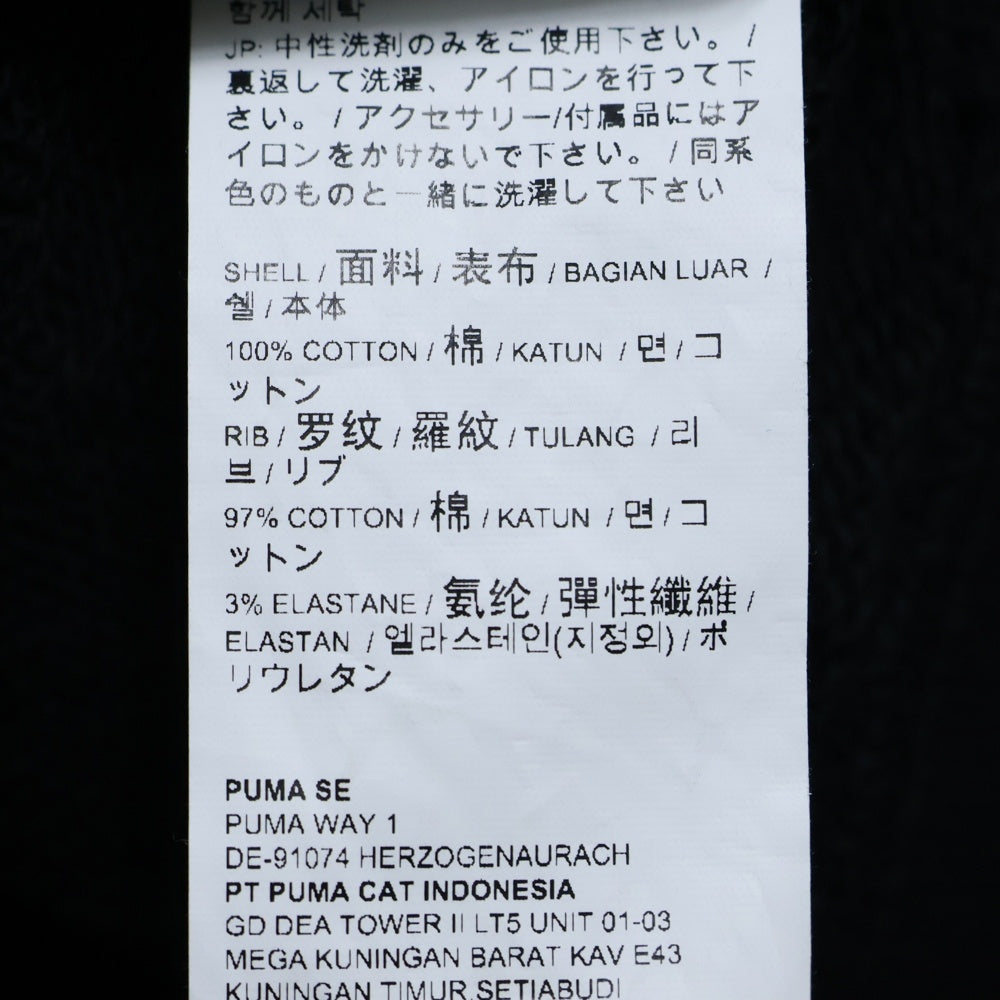 함께 세탁
JP: 中性洗剤のみをご使用下さい。 /
裏返して洗濯、アイロンを行って下
さい。 / アクセサリー/付属品にはア
イロンをかけないで下さい。 / 同系
色のものと一緒に洗濯して下さい
SHELL / 面料 / 表布 / BAGIAN LUAR /
쉘 / 本体
100% COTTON / 棉 / KATUN / 면 / コ
ットン
RIB / 罗纹 / 羅紋 / TULANG / 리
브 / リブ
97% COTTON / 棉 / KATUN / 면 / コ
ットン
3% ELASTANE / 氨纶 / 彈性纖維 /
ELASTAN / 엘라스테인(지정외) / ポ
リウレタン
PUMA SE
PUMA WAY 1
DE-91074 HERZOGENAURACH
PT PUMA CAT INDONESIA
GD DEA TOWER II LT5 UNIT 01-03
MEGA KUNINGAN BARAT KAV E43
KUNINGAN TIMUR,SETIABUDI